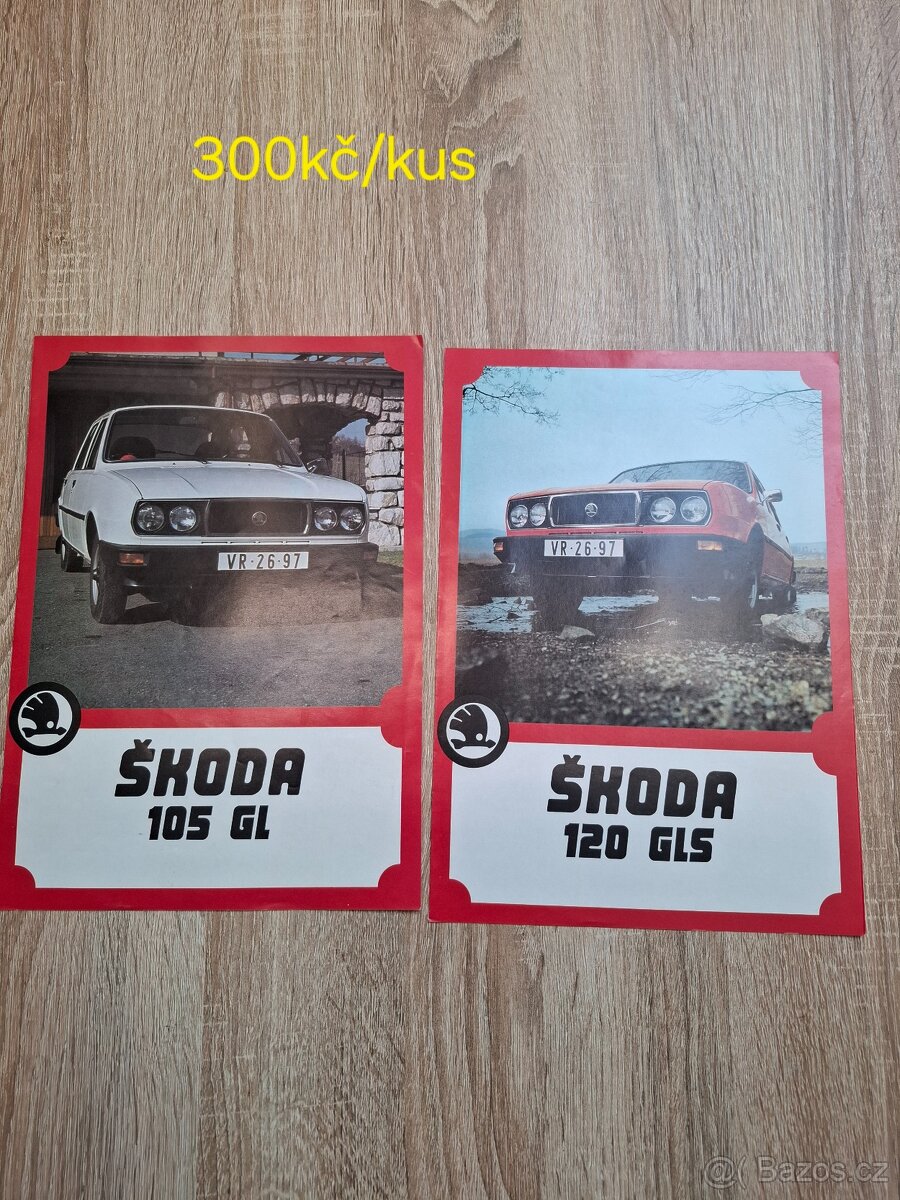 300kč/kus
VR·26·97
ŠKODA
105 GL
VR·26·97
ŠKODA
120 GLS
@ Bazos.cz